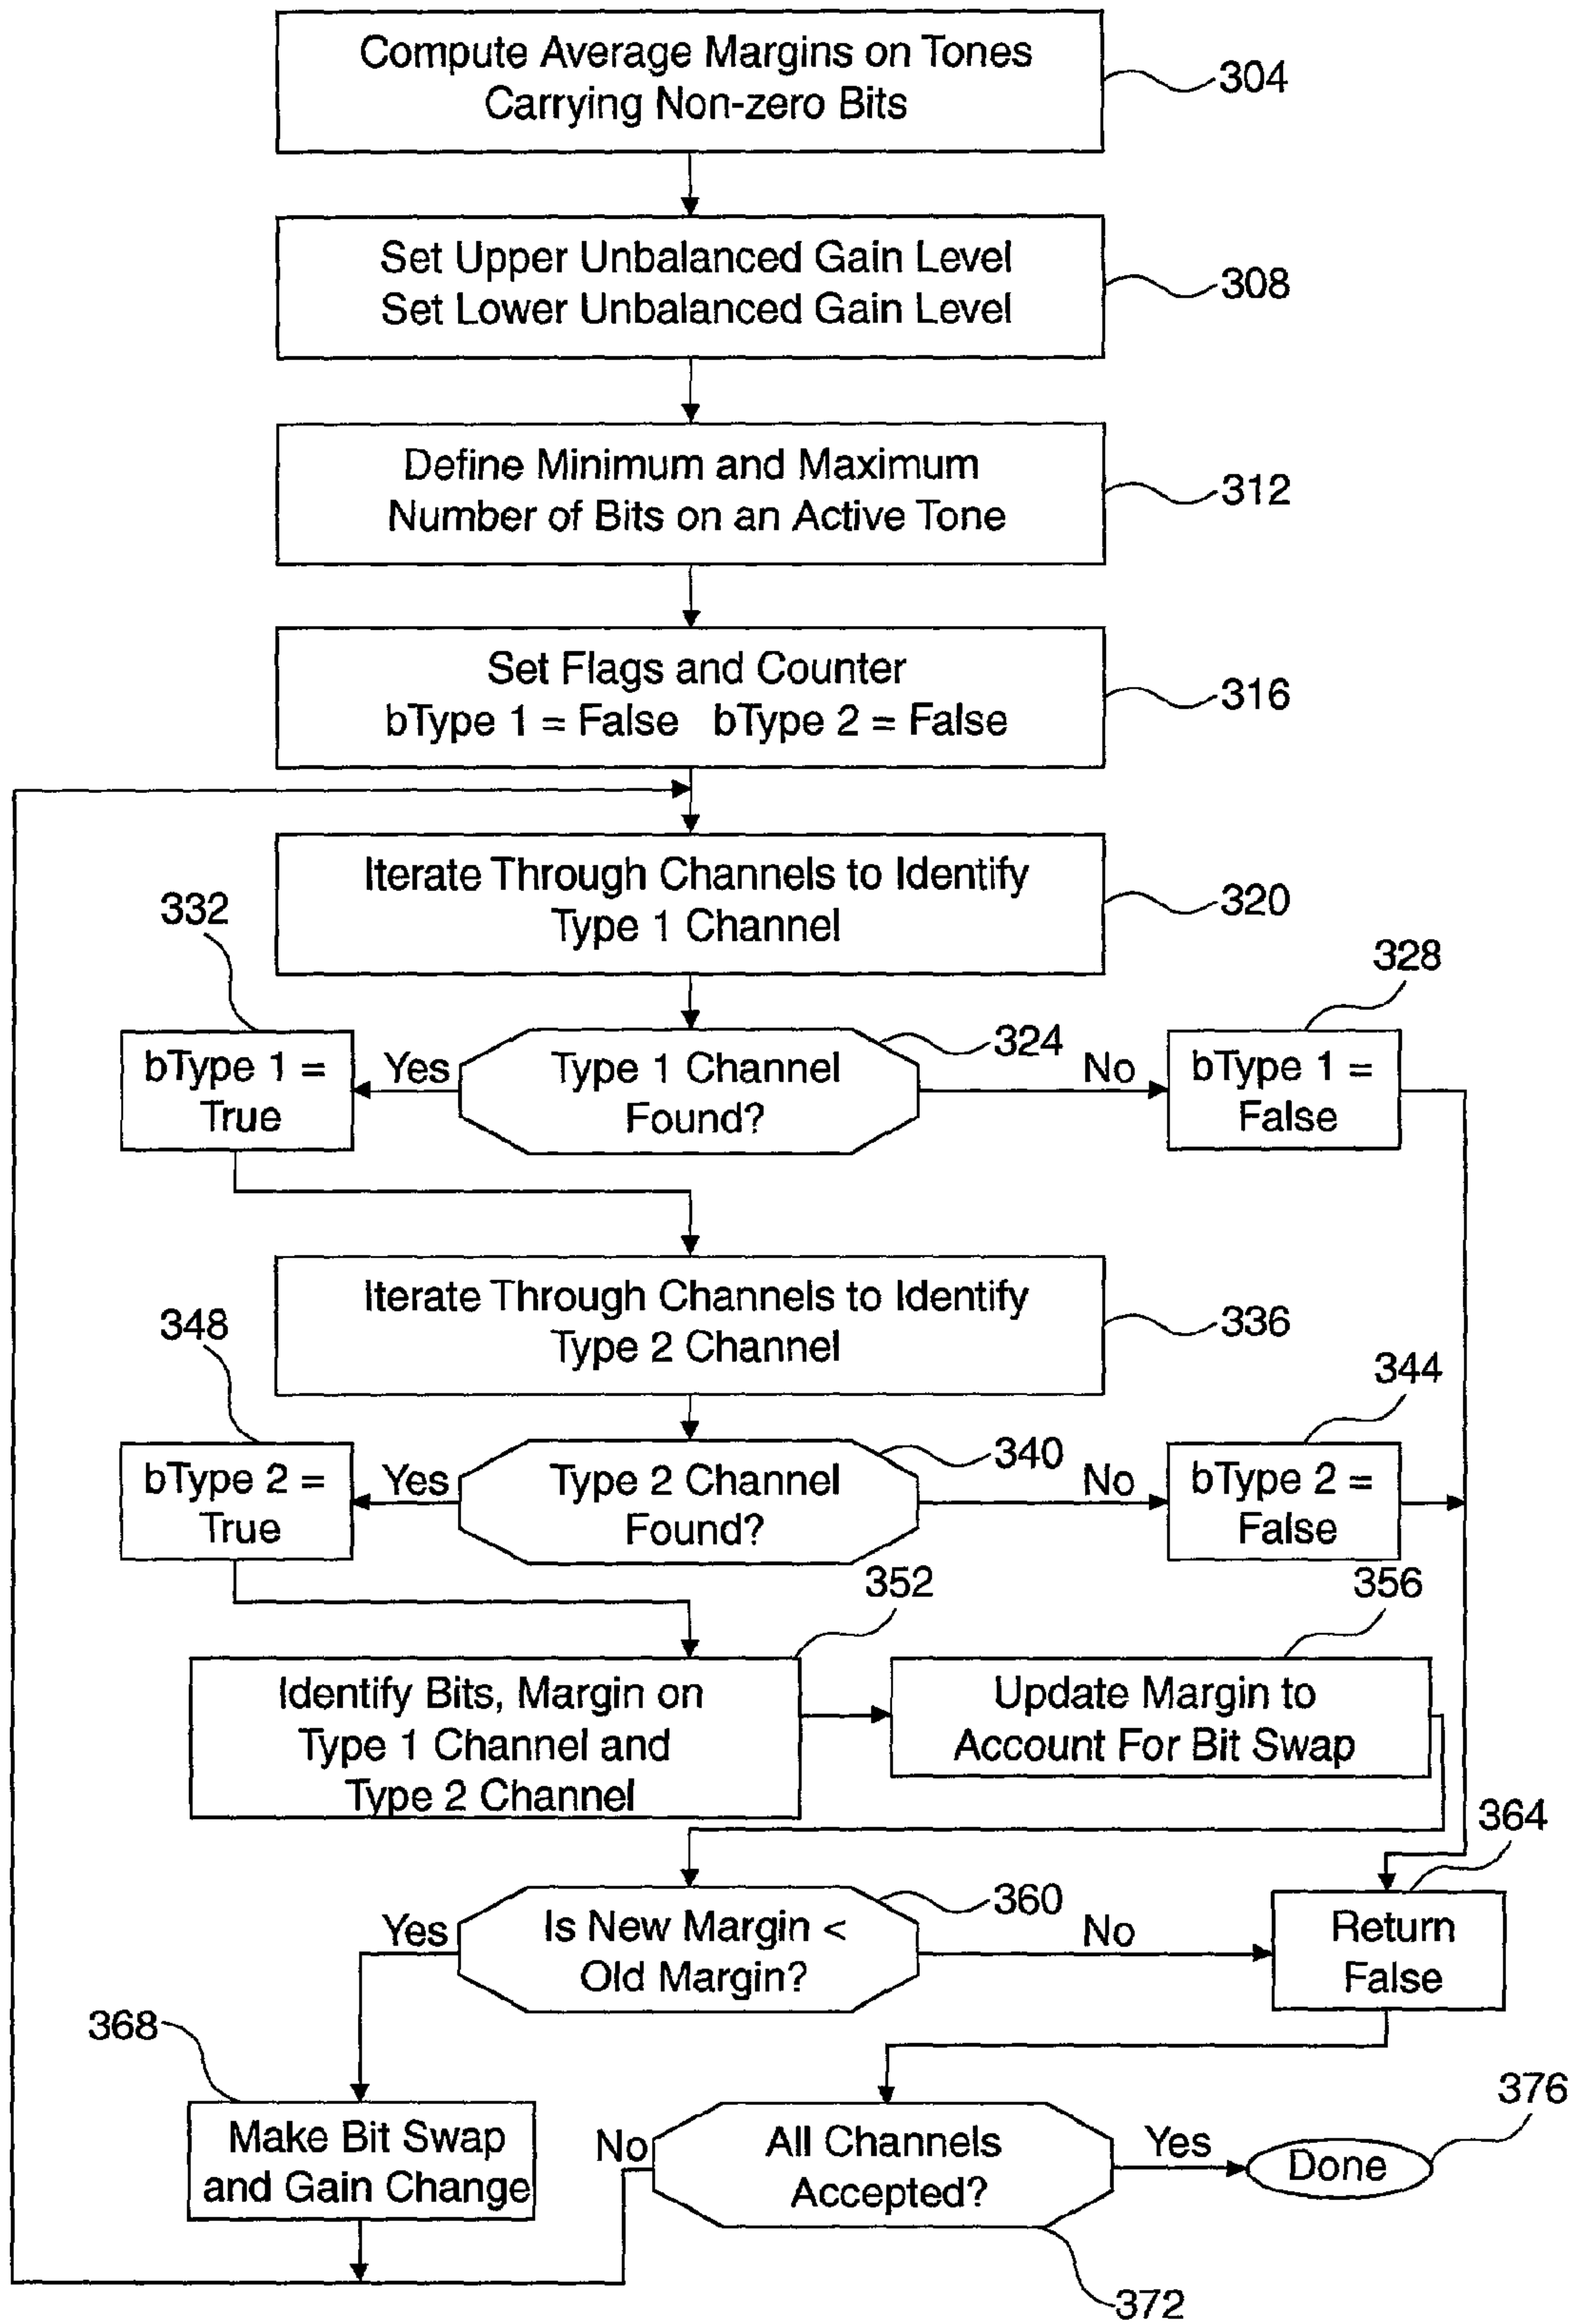 Compute Average Margins on Tones
Carrying Non-zero Bits
304
Set Upper Unbalanced Gain Level
Set Lower Unbalanced Gain Level
308
Define Minimum and Maximum
Number of Bits on an Active Tone
312
Set Flags and Counter
bType 1 = False bType 2 = False
316
Iterate Through Channels to Identify
Type 1 Channel
320
332
328
bType 1 =
True
Yes
Type 1 Channel
Found?
324
No
bType 1 =
False
Iterate Through Channels to Identify
Type 2 Channel
336
348
344
bType 2 =
True
Yes
Type 2 Channel
Found?
340
No
bType 2 =
False
352
356
Identify Bits, Margin on
Type 1 Channel and
Type 2 Channel
Update Margin to
Account For Bit Swap
364
Yes
Is New Margin <
Old Margin?
360
No
Return
False
368
376
Make Bit Swap
and Gain Change
No
All Channels
Accepted?
Yes
Done
372